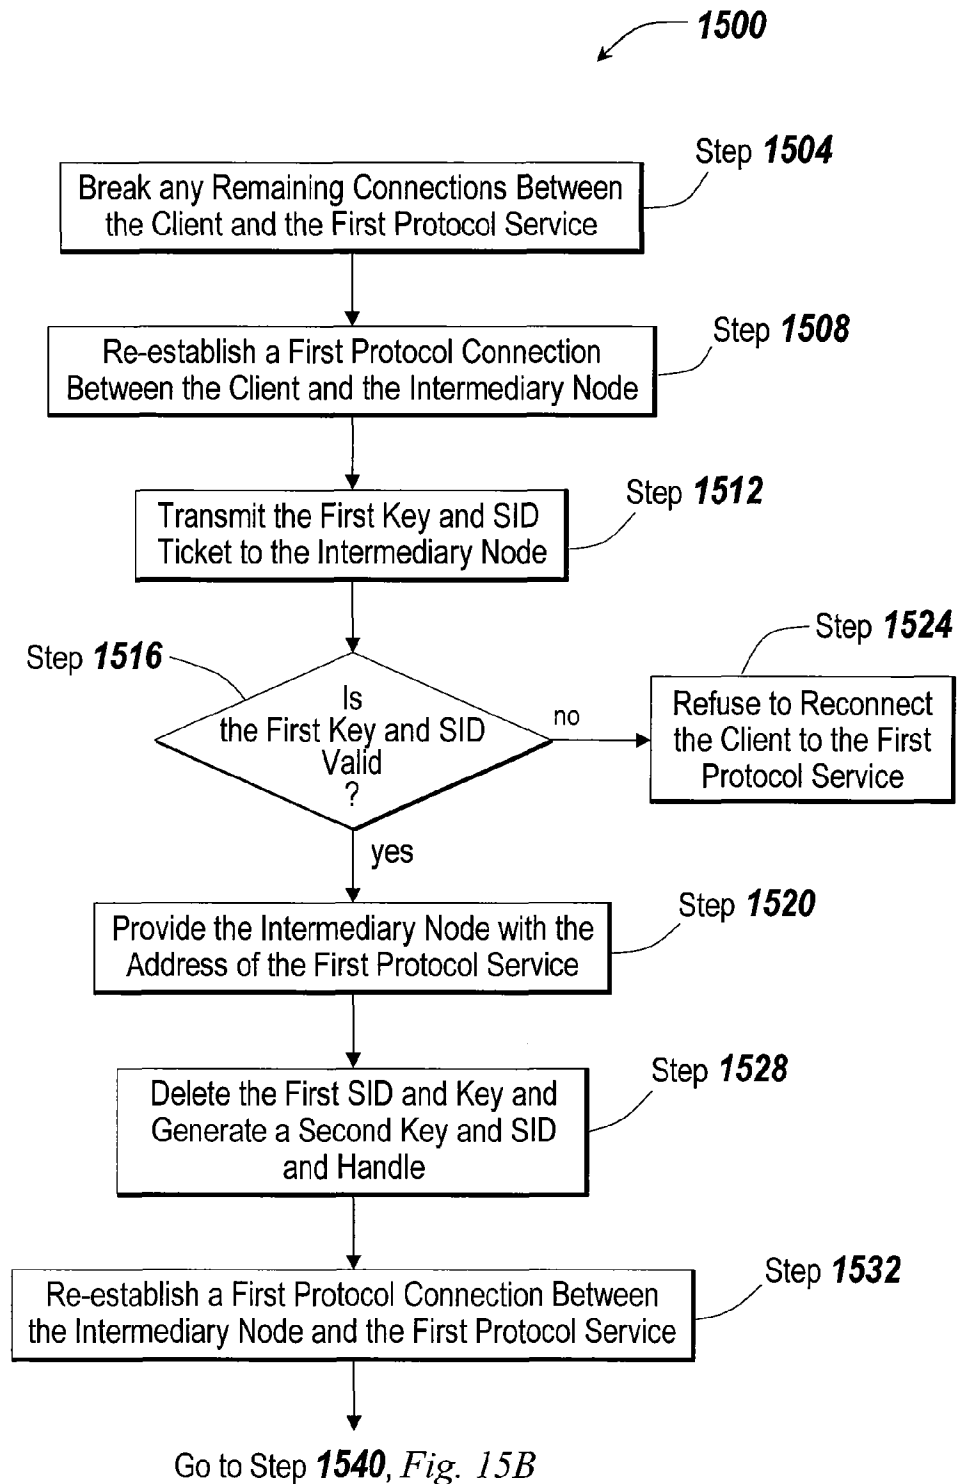 1500
Step 1504
Break any Remaining Connections Between
the Client and the First Protocol Service
Step 1508
Re-establish a First Protocol Connection
Between the Client and the Intermediary Node
Step 1512
Transmit the First Key and SID
Ticket to the Intermediary Node
Step 1516
Is
the First Key and SID
Valid
?
no
Step 1524
Refuse to Reconnect
the Client to the First
Protocol Service
yes
Step 1520
Provide the Intermediary Node with the
Address of the First Protocol Service
Step 1528
Delete the First SID and Key and
Generate a Second Key and SID
and Handle
Step 1532
Re-establish a First Protocol Connection Between
the Intermediary Node and the First Protocol Service
Go to Step 1540, Fig. 15B